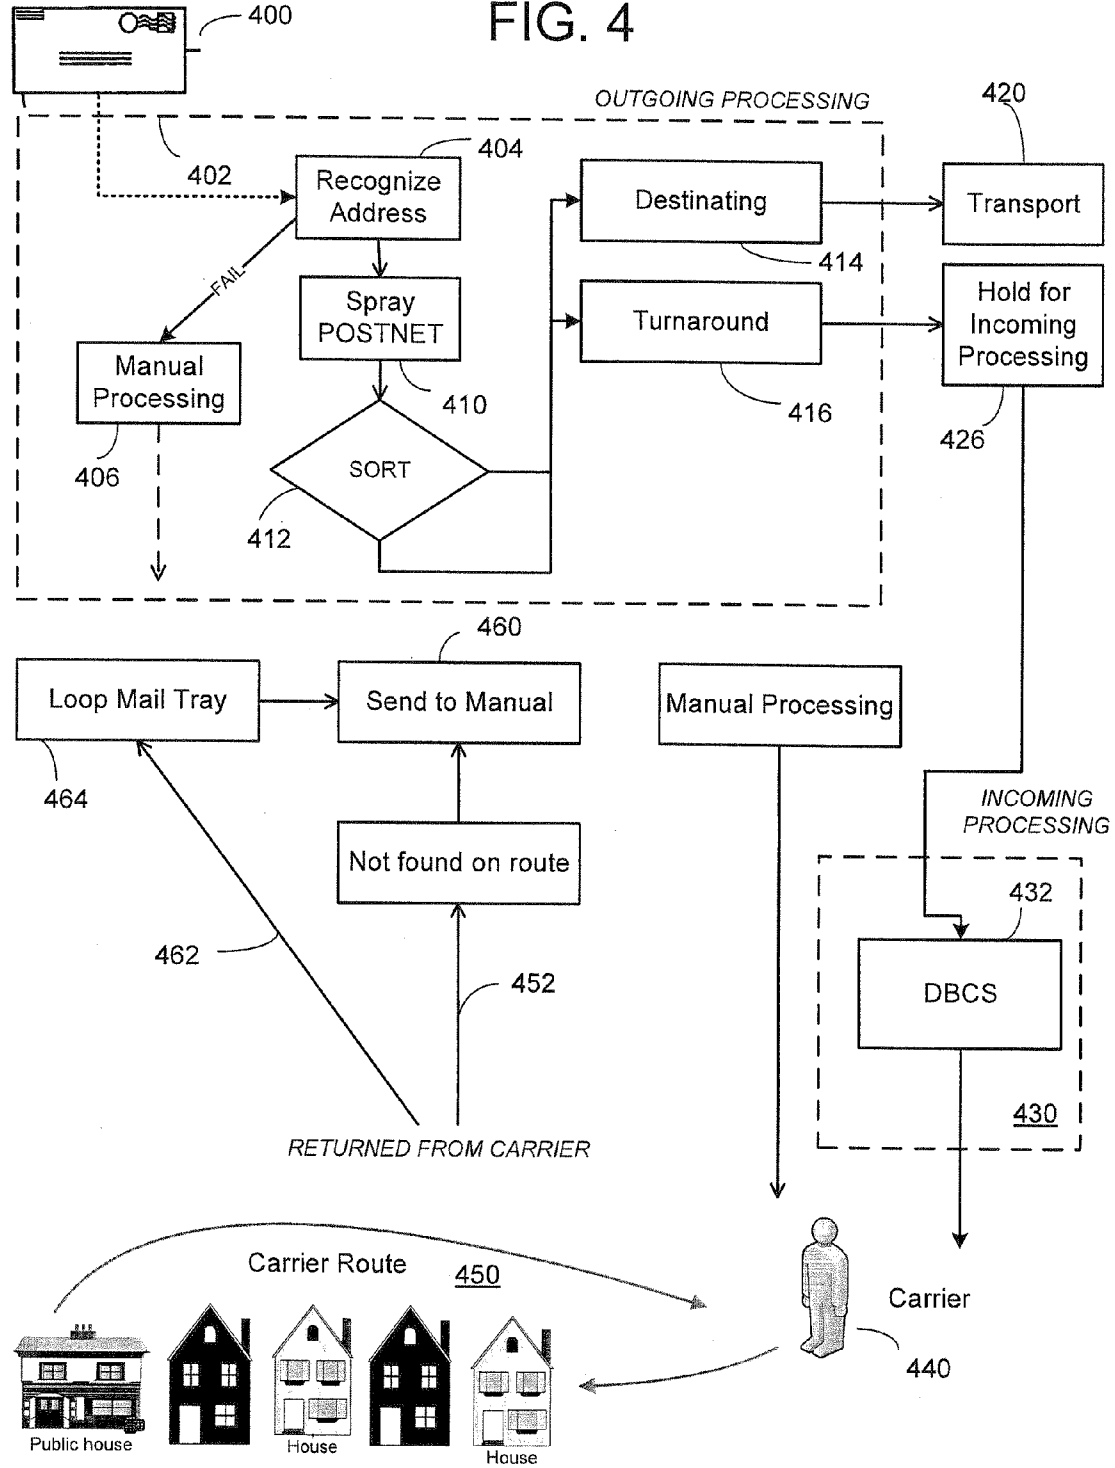 FIG. 4
400
OUTGOING PROCESSING
420
402
404
Recognize
Address
Destinating
414
Transport
FAIL
Spray
POSTNET
410
Turnaround
416
Hold for
Incoming
Processing
426
Manual
Processing
406
SORT
412
460
Loop Mail Tray
464
Send to Manual
Manual Processing
INCOMING
PROCESSING
Not found on route
432
462
452
DBCS
430
RETURNED FROM CARRIER
Carrier Route 450
Carrier
440
Public house
House
House